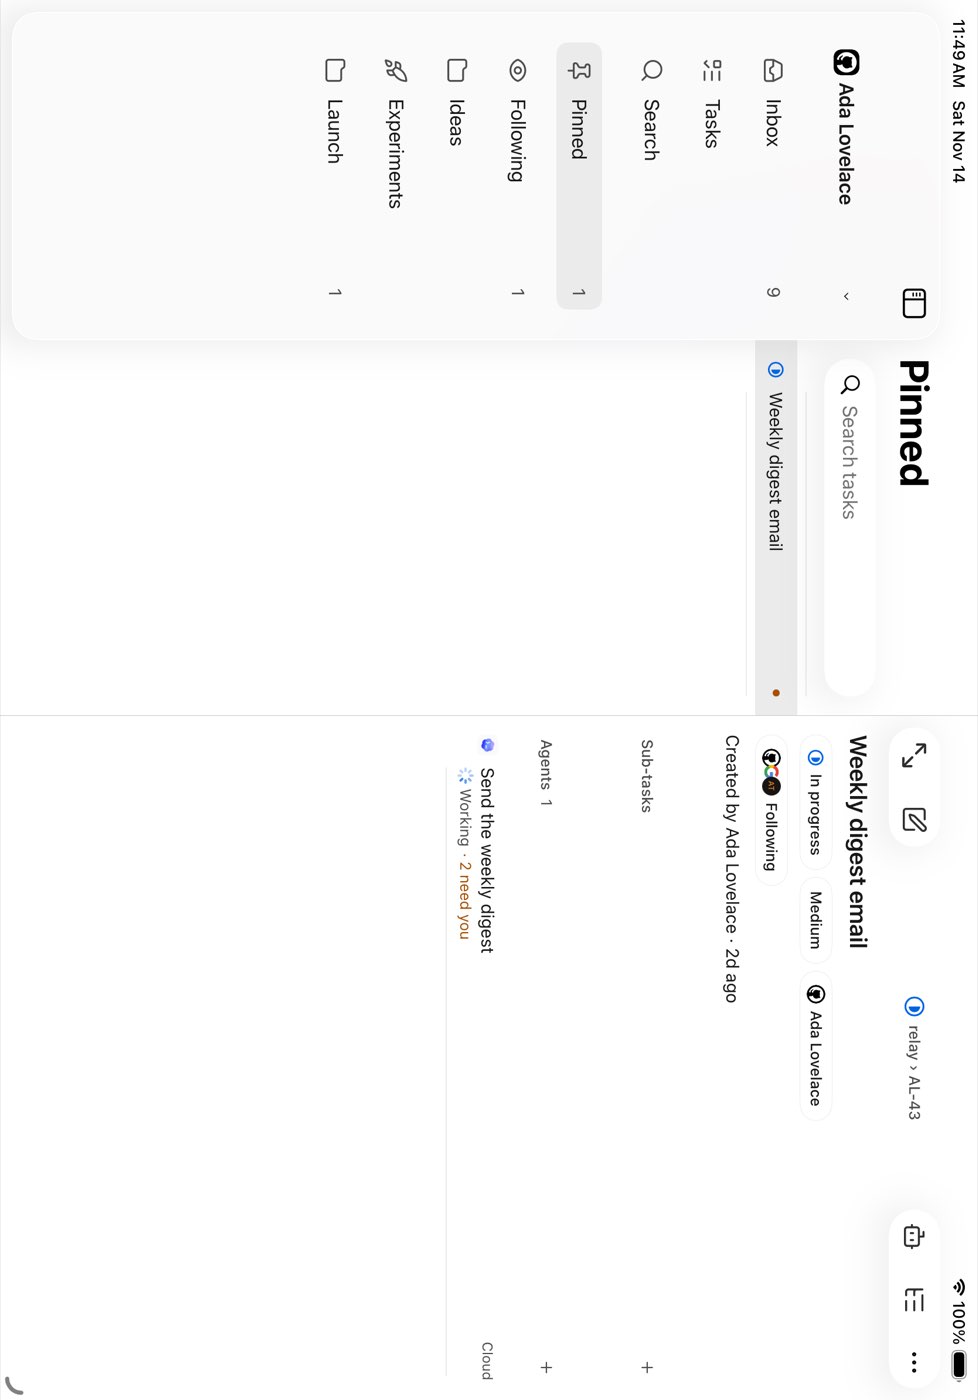 11:49 AM Sat Nov 14
100%
Ada Lovelace
Inbox 9
Tasks
Search
Pinned 1
Following 1
Ideas
Experiments
Launch 1
Pinned
Search tasks
Weekly digest email
relay › AL-43
Weekly digest email
In progress Medium Ada Lovelace
AT Following
Created by Ada Lovelace · 2d ago
Sub-tasks
Agents 1
Send the weekly digest Cloud
Working · 2 need you